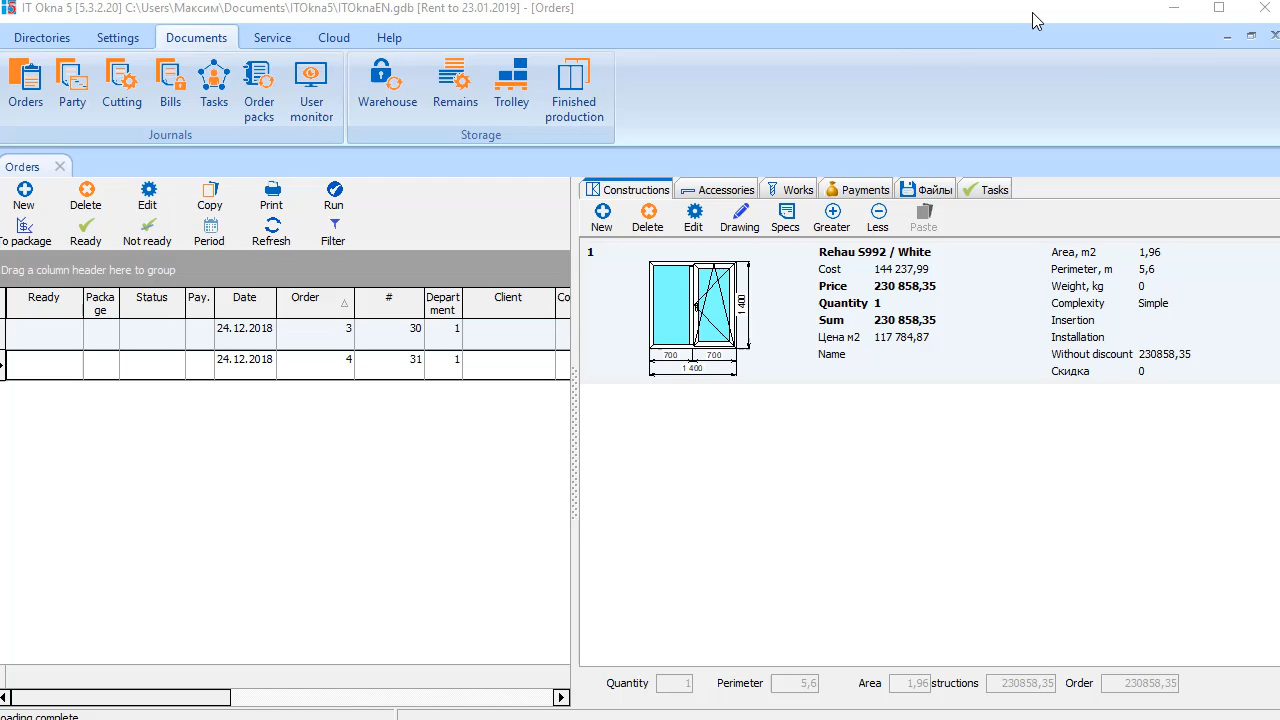 IT Okna 5 [5.3.2.20] C:\Users\Максим\Documents\ITOkna5\ITOknaEN.gdb [Rent to 23.01.2019] - [Orders]
Directories Settings Documents Service Cloud Help
Orders Party Cutting Bills Tasks Order packs User monitor Warehouse Remains Trolley Finished production
Journals Storage
Orders
New Delete Edit Copy Print Run
To package Ready Not ready Period Refresh Filter
Drag a column header here to group
Ready Packa ge Status Pay. Date Order # Depart ment Client Co
24.12.2018 3 30 1
24.12.2018 4 31 1
Constructions Accessories Works Payments Файлы Tasks
New Delete Edit Drawing Specs Greater Less Paste
1 Rehau S992 / White Area, m2 1,96
Cost 144 237,99 Perimeter, m 5,6
Price 230 858,35 Weight, kg 0
Quantity 1 Complexity Simple
Sum 230 858,35 Insertion
Цена м2 117 784,87 Installation
Name Without discount 230858,35
Скидка 0
1 400
700 700
1 400
Quantity 1 Perimeter 5,6 Area 1,96 structions 230858,35 Order 230858,35
oading complete